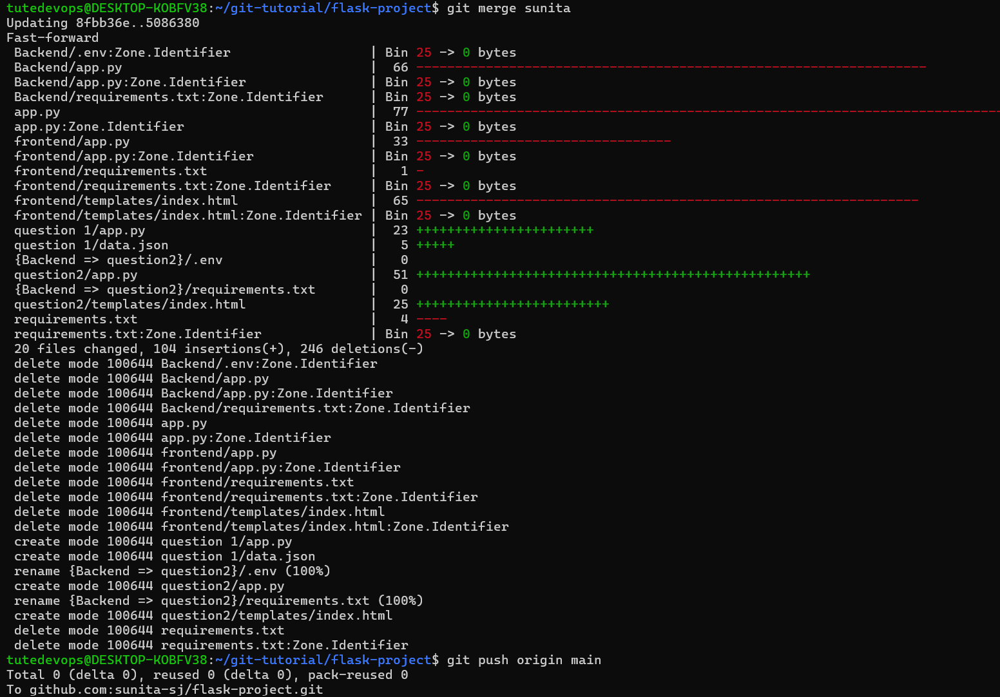 tutedevops@DESKTOP-KOBFV38:~/git-tutorial/flask-project$ git merge sunita
Updating 8fbb36e..5086380
Fast-forward
 Backend/.env:Zone.Identifier                  | Bin 25 -> 0 bytes
 Backend/app.py                                |  66 ------------------------------------------------------------------
 Backend/app.py:Zone.Identifier                | Bin 25 -> 0 bytes
 Backend/requirements.txt:Zone.Identifier      | Bin 25 -> 0 bytes
 app.py                                        |  77 ----------------------------------------------------------------------------
 app.py:Zone.Identifier                        | Bin 25 -> 0 bytes
 frontend/app.py                               |  33 ---------------------------------
 frontend/app.py:Zone.Identifier               | Bin 25 -> 0 bytes
 frontend/requirements.txt                     |   1 -
 frontend/requirements.txt:Zone.Identifier     | Bin 25 -> 0 bytes
 frontend/templates/index.html                 |  65 -----------------------------------------------------------------
 frontend/templates/index.html:Zone.Identifier | Bin 25 -> 0 bytes
 question 1/app.py                             |  23 +++++++++++++++++++++++
 question 1/data.json                          |   5 +++++
 {Backend => question2}/.env                   |   0
 question2/app.py                              |  51 +++++++++++++++++++++++++++++++++++++++++++++++++++
 {Backend => question2}/requirements.txt       |   0
 question2/templates/index.html                |  25 +++++++++++++++++++++++++
 requirements.txt                              |   4 ----
 requirements.txt:Zone.Identifier              | Bin 25 -> 0 bytes
 20 files changed, 104 insertions(+), 246 deletions(-)
 delete mode 100644 Backend/.env:Zone.Identifier
 delete mode 100644 Backend/app.py
 delete mode 100644 Backend/app.py:Zone.Identifier
 delete mode 100644 Backend/requirements.txt:Zone.Identifier
 delete mode 100644 app.py
 delete mode 100644 app.py:Zone.Identifier
 delete mode 100644 frontend/app.py
 delete mode 100644 frontend/app.py:Zone.Identifier
 delete mode 100644 frontend/requirements.txt
 delete mode 100644 frontend/requirements.txt:Zone.Identifier
 delete mode 100644 frontend/templates/index.html
 delete mode 100644 frontend/templates/index.html:Zone.Identifier
 create mode 100644 question 1/app.py
 create mode 100644 question 1/data.json
 rename {Backend => question2}/.env (100%)
 create mode 100644 question2/app.py
 rename {Backend => question2}/requirements.txt (100%)
 create mode 100644 question2/templates/index.html
 delete mode 100644 requirements.txt
 delete mode 100644 requirements.txt:Zone.Identifier
tutedevops@DESKTOP-KOBFV38:~/git-tutorial/flask-project$ git push origin main
Total 0 (delta 0), reused 0 (delta 0), pack-reused 0
To github.com:sunita-sj/flask-project.git